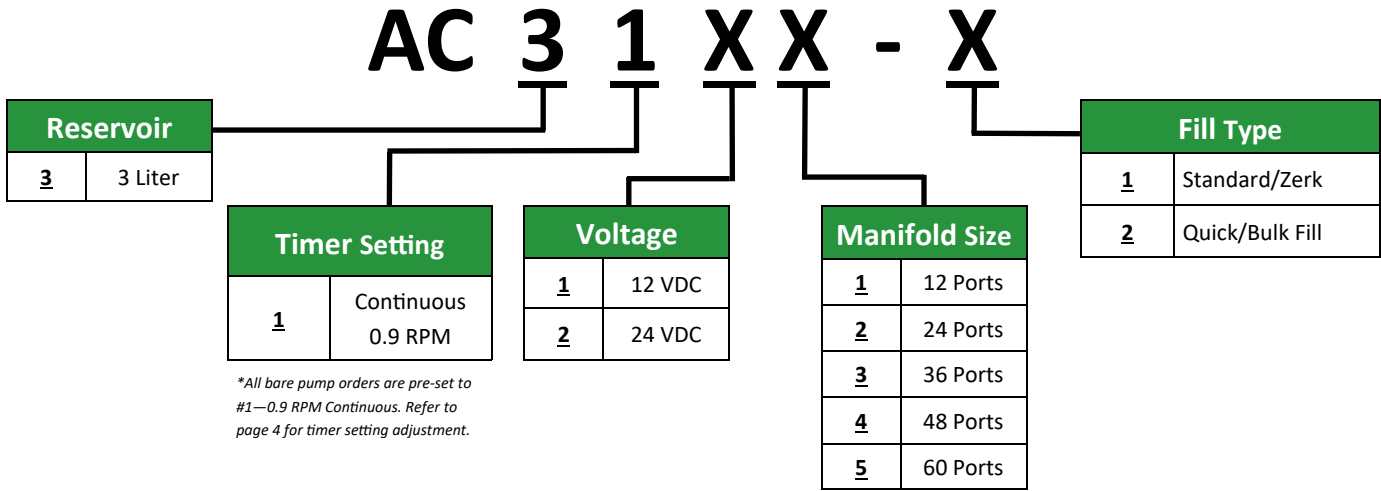 AC 3 1 X X - X
Reservoir
3 3 Liter
Timer Setting
1 Continuous
0.9 RPM
*All bare pump orders are pre-set to
#1—0.9 RPM Continuous. Refer to
page 4 for timer setting adjustment.
Voltage
1 12 VDC
2 24 VDC
Manifold Size
1 12 Ports
2 24 Ports
3 36 Ports
4 48 Ports
5 60 Ports
Fill Type
1 Standard/Zerk
2 Quick/Bulk Fill